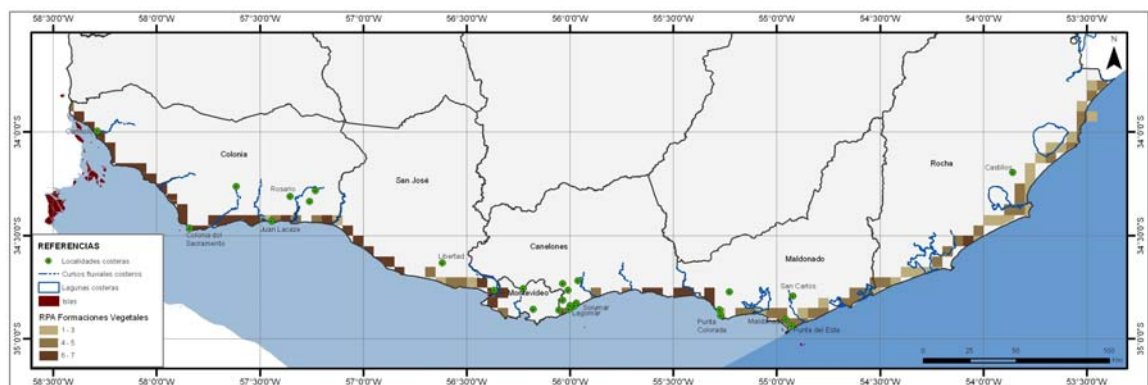 58°30'0"W 58°0'0"W 57°30'0"W 57°0'0"W 56°30'0"W 56°0'0"W 55°30'0"W 55°0'0"W 54°30'0"W 54°0'0"W 53°30'0"W
N
34°0'0"S 34°0'0"S
Colonia
Rocha
Castillos
San José
Rosario
Colonia del
Sacramento
Juan Lacaze
34°30'0"S 34°30'0"S
Canelones
Libertad
Maldonado
San Carlos
Montevideo
Solymar
Lagomar
Punta
Colorada
Maldonado
Punta del Este
35°0'0"S 35°0'0"S
REFERENCIAS
Localidades costeras
Cursos fluviales costeros
Lagunas costeras
Islas
RPA Formaciones Vegetales
1 - 3
4 - 5
6 - 7
0 25 50 100
Km
58°30'0"W 58°0'0"W 57°30'0"W 57°0'0"W 56°30'0"W 56°0'0"W 55°30'0"W 55°0'0"W 54°30'0"W 54°0'0"W 53°30'0"W